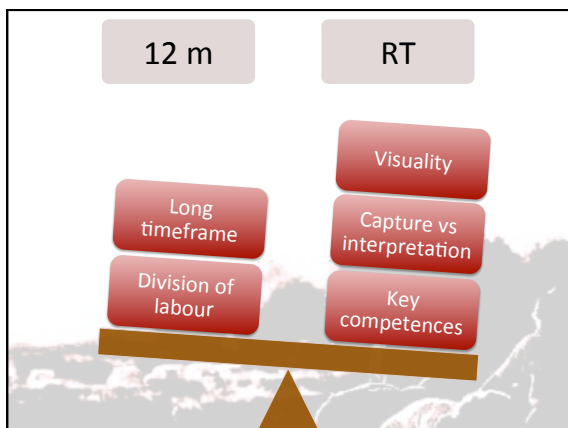 12 m
RT
Visuality
Long
timeframe
Capture vs
interpretation
Division of
labour
Key
competences